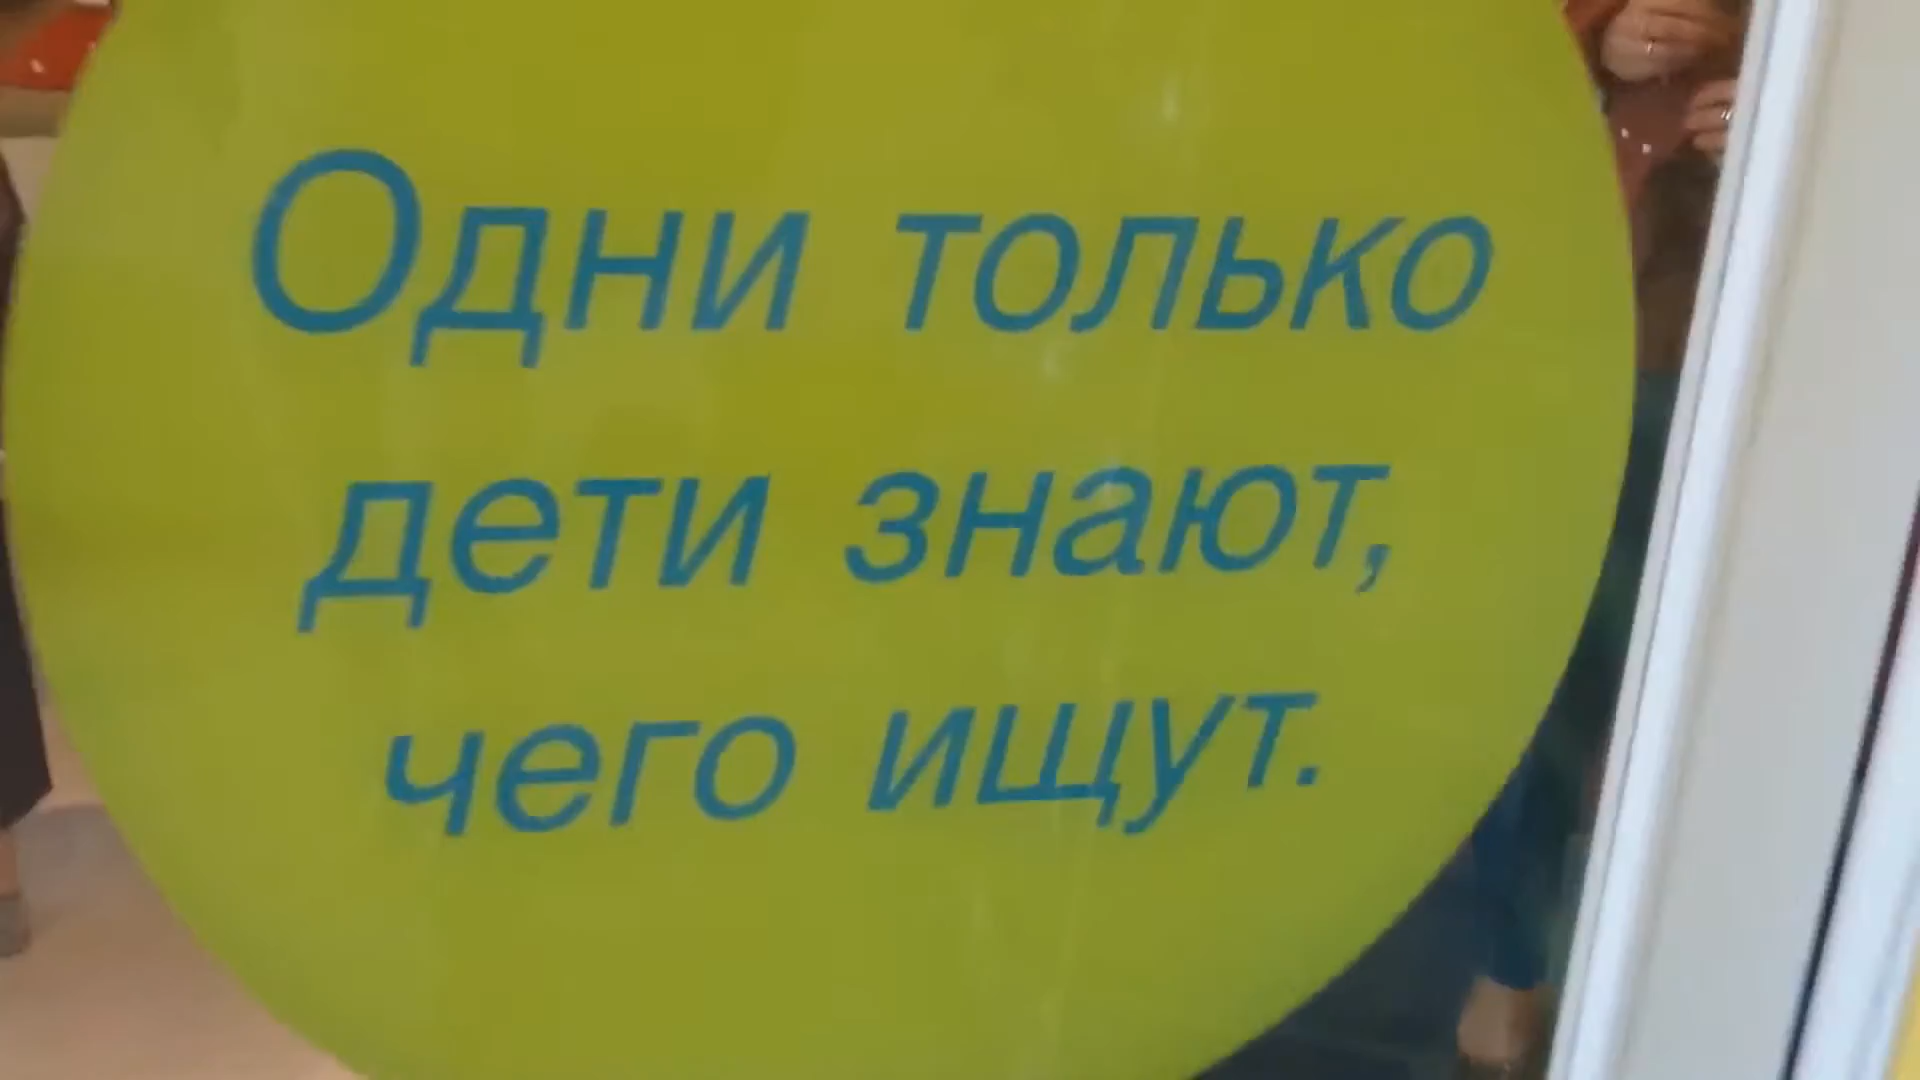 Одни только
дети знают,
чего ищут.